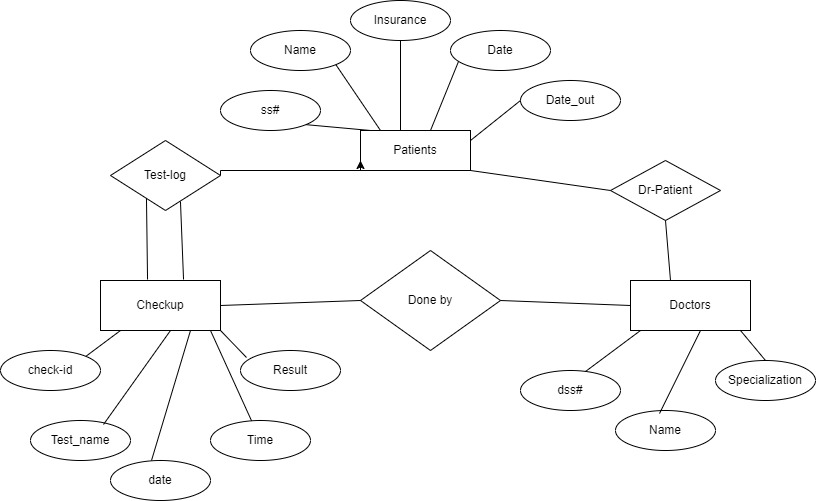 Insurance
Name
Date
ss#
Date_out
Patients
Test-log
Dr-Patient
Checkup
Done by
Doctors
check-id
Result
Specialization
dss#
Test_name
Time
Name
date